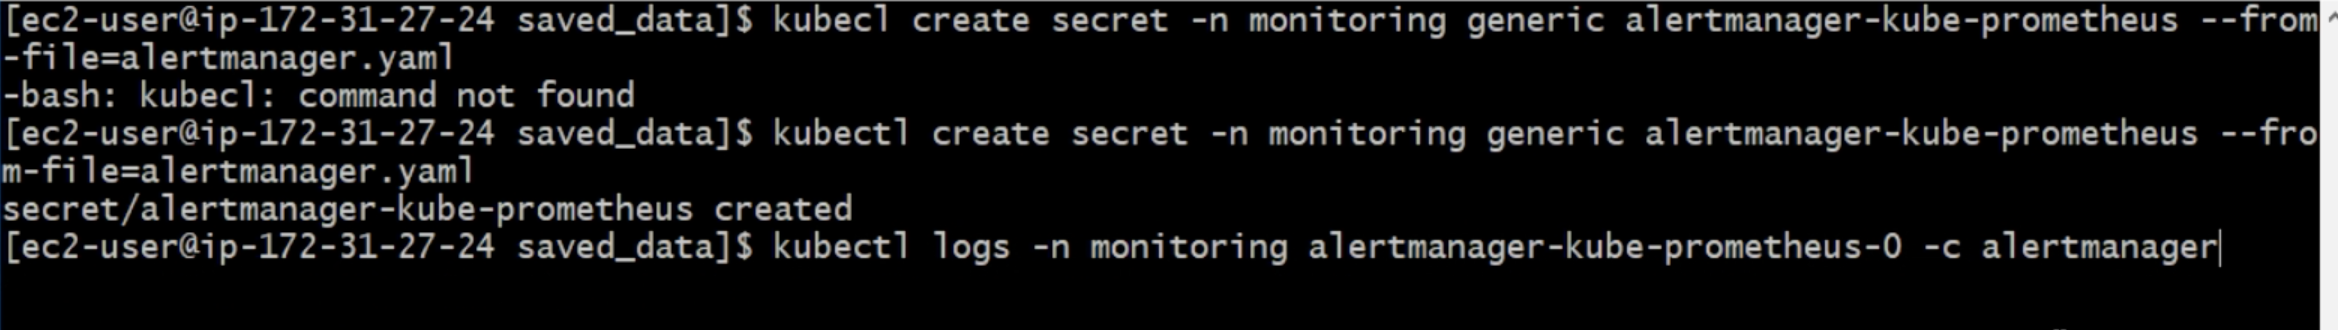 [ec2-user@ip-172-31-27-24 saved_data]$ kubecl create secret -n monitoring generic alertmanager-kube-prometheus --from
-file=alertmanager.yaml
-bash: kubecl: command not found
[ec2-user@ip-172-31-27-24 saved_data]$ kubectl create secret -n monitoring generic alertmanager-kube-prometheus --fro
m-file=alertmanager.yaml
secret/alertmanager-kube-prometheus created
[ec2-user@ip-172-31-27-24 saved_data]$ kubectl logs -n monitoring alertmanager-kube-prometheus-0 -c alertmanager